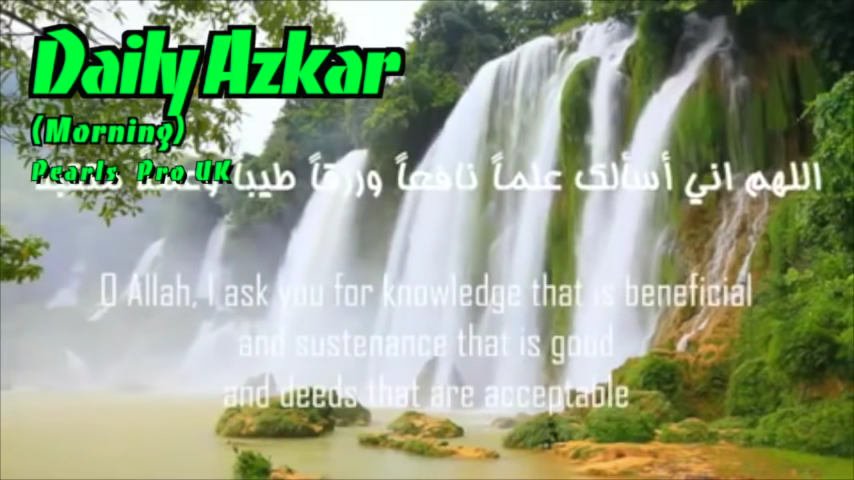 Daily Azkar
(Morning)
Pearls Pro UK
اللهم اني أسألك علماً نافعاً ورزقاً طيباً
O Allah, I ask you for knowledge that is beneficial
and sustenance that is good
and deeds that are acceptable